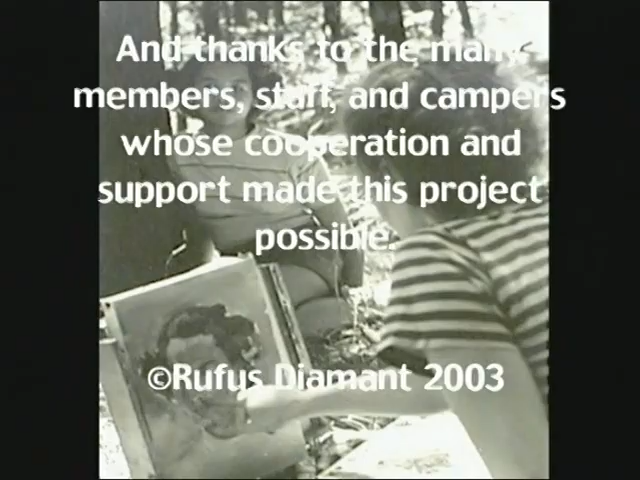 And thanks to the many
members, staff, and campers
whose cooperation and
support made this project
possible.
©Rufus Diamant 2003